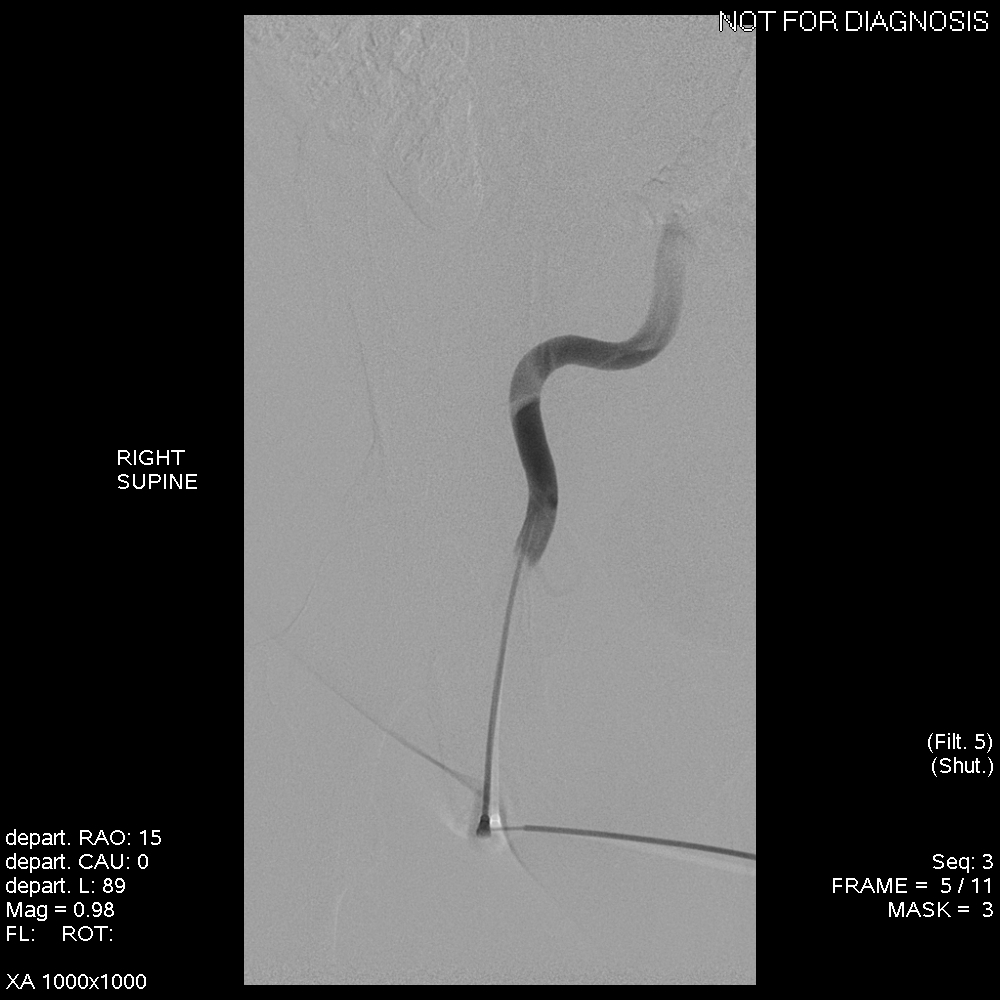 NOT FOR DIAGNOSIS
RIGHT
SUPINE
(Filt. 5)
(Shut.)
depart. RAO: 15
depart. CAU: 0
depart. L: 89
Mag = 0.98
FL: ROT:
XA 1000x1000
Seq: 3
FRAME = 5 / 11
MASK = 3